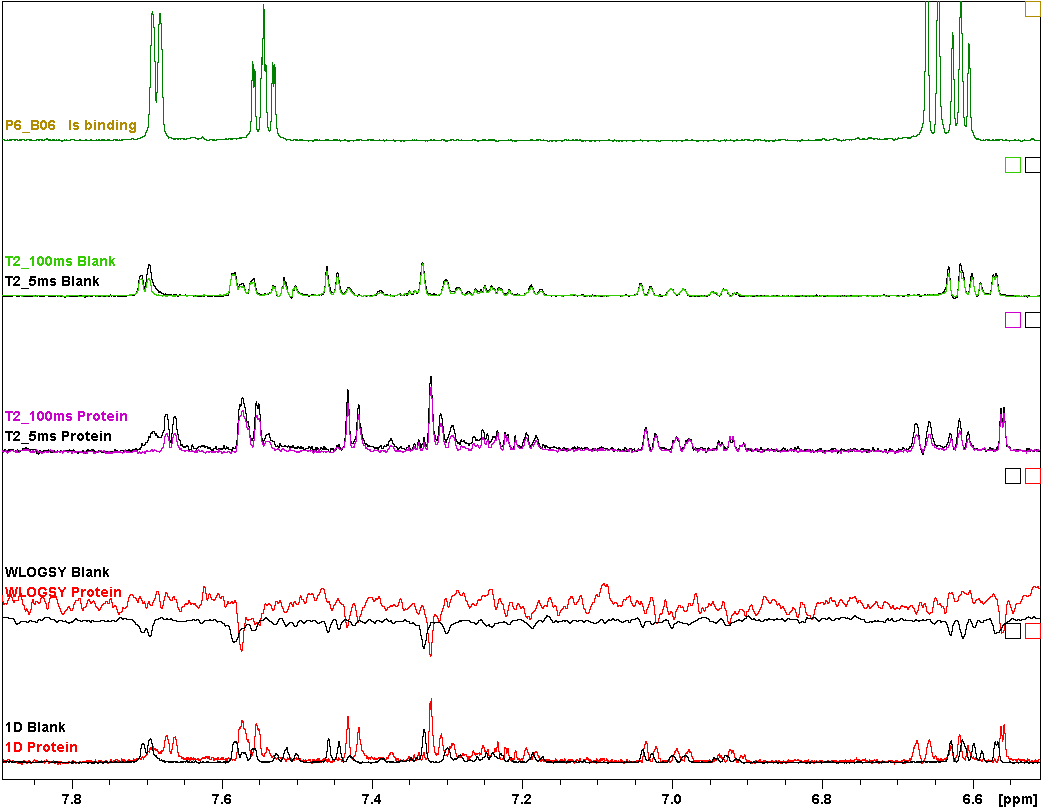 P6_B06 Is binding
T2_100ms Blank
T2_5ms Blank
T2_100ms Protein
T2_5ms Protein
WLOGSY Blank
WLOGSY Protein
1D Blank
1D Protein
7.8 7.6 7.4 7.2 7.0 6.8 6.6 [ppm]